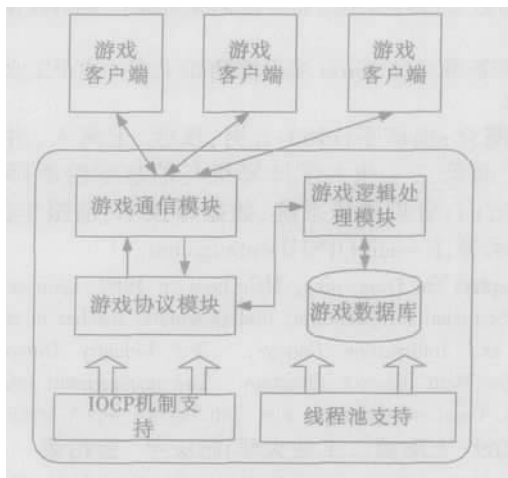 游戏
客户端
游戏
客户端
游戏
客户端
游戏通信模块
游戏逻辑处
理模块
游戏协议模块
游戏数据库
IOCP机制支
持
线程池支持